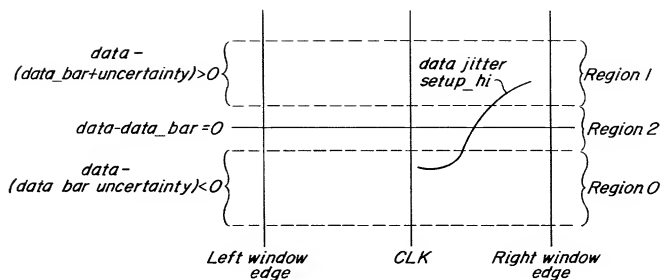 data-
(data_bar+uncertainty)>0
data jitter
setup_hi
Region 1
data-data_bar=0
Region 2
data-
(data bar uncertainty)<0
Region 0
Left window
edge
CLK
Right window
edge